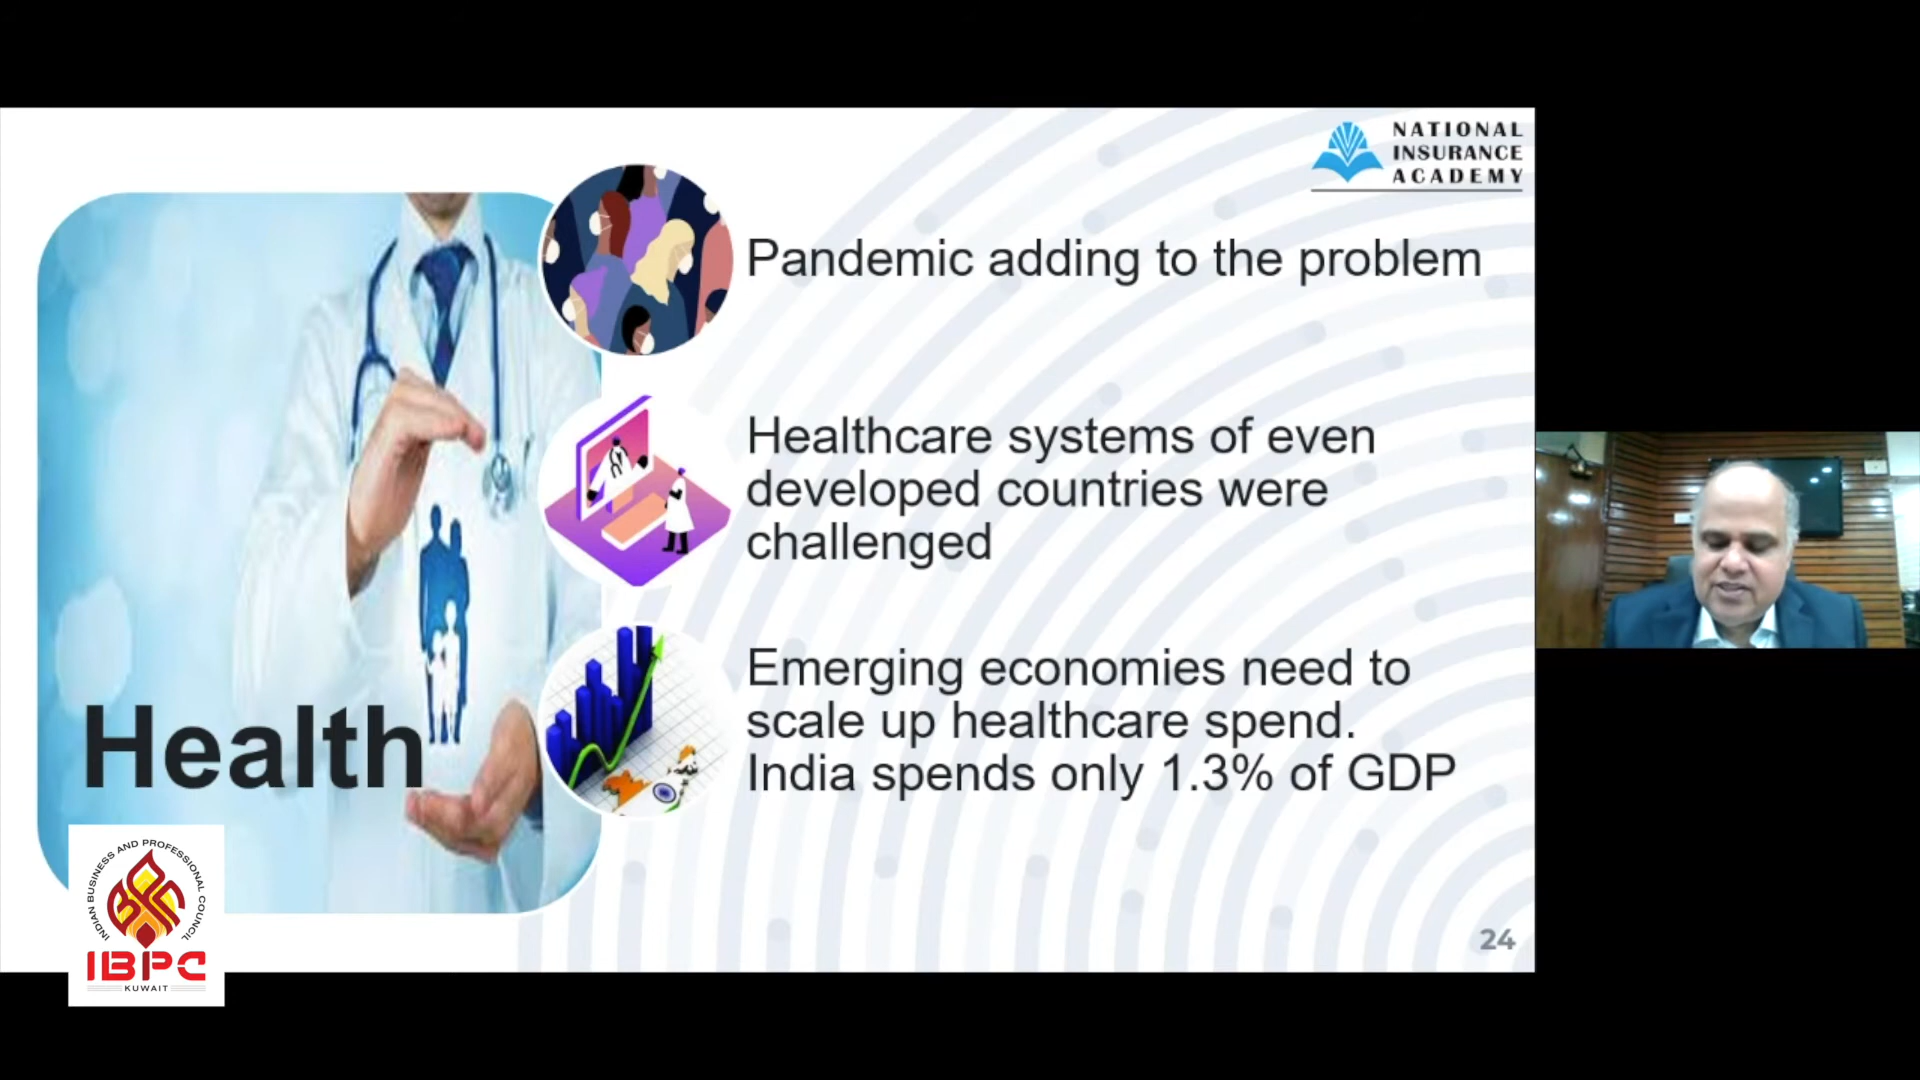 NATIONAL
INSURANCE
ACADEMY
Pandemic adding to the problem
Healthcare systems of even
developed countries were
challenged
Emerging economies need to
scale up healthcare spend.
India spends only 1.3% of GDP
Health
INDIAN BUSINESS AND PROFESSIONAL COUNCIL
IBPC
KUWAIT
24